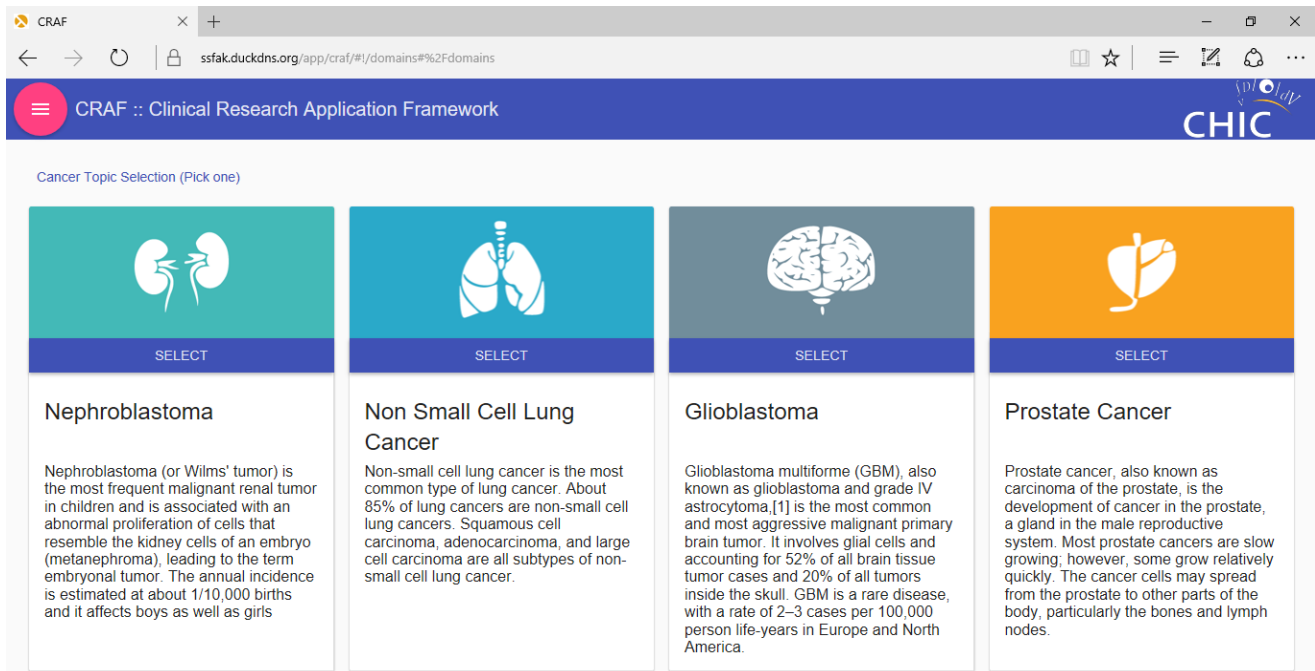 CRAF
ssfak.duckdns.org/app/craf/#!/domains#%2Fdomains
CRAF :: Clinical Research Application Framework
CHIC
Cancer Topic Selection (Pick one)
SELECT
Nephroblastoma
Nephroblastoma (or Wilms' tumor) is
the most frequent malignant renal tumor
in children and is associated with an
abnormal proliferation of cells that
resemble the kidney cells of an embryo
(metanephroma), leading to the term
embryonal tumor. The annual incidence
is estimated at about 1/10,000 births
and it affects boys as well as girls
SELECT
Non Small Cell Lung
Cancer
Non-small cell lung cancer is the most
common type of lung cancer. About
85% of lung cancers are non-small cell
lung cancers. Squamous cell
carcinoma, adenocarcinoma, and large
cell carcinoma are all subtypes of non-
small cell lung cancer.
SELECT
Glioblastoma
Glioblastoma multiforme (GBM), also
known as glioblastoma and grade IV
astrocytoma,[1] is the most common
and most aggressive malignant primary
brain tumor. It involves glial cells and
accounting for 52% of all brain tissue
tumor cases and 20% of all tumors
inside the skull. GBM is a rare disease,
with a rate of 2–3 cases per 100,000
person life-years in Europe and North
America.
SELECT
Prostate Cancer
Prostate cancer, also known as
carcinoma of the prostate, is the
development of cancer in the prostate,
a gland in the male reproductive
system. Most prostate cancers are slow
growing; however, some grow relatively
quickly. The cancer cells may spread
from the prostate to other parts of the
body, particularly the bones and lymph
nodes.